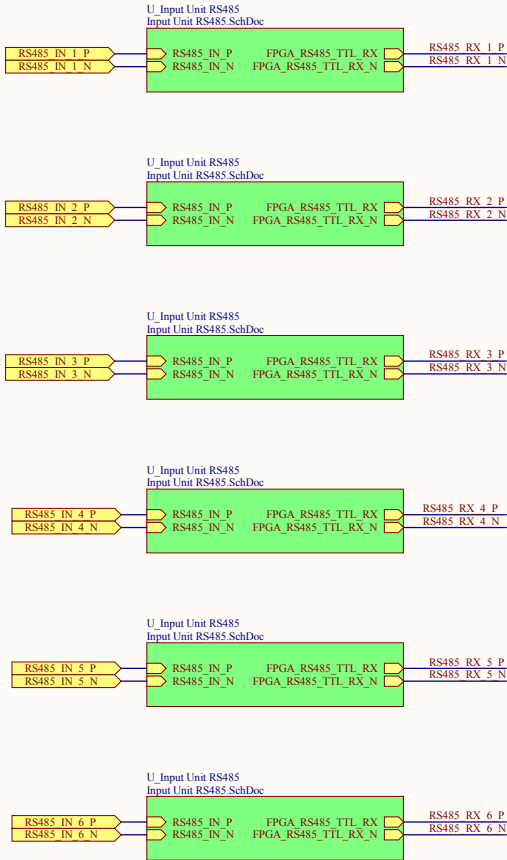 U_Input Unit RS485
Input Unit RS485.SchDoc
RS485_IN_1_P RS485_IN_P FPGA_RS485_TTL_RX RS485_RX_1_P
RS485_IN_1_N RS485_IN_N FPGA_RS485_TTL_RX_N RS485_RX_1_N
U_Input Unit RS485
Input Unit RS485.SchDoc
RS485_IN_2_P RS485_IN_P FPGA_RS485_TTL_RX RS485_RX_2_P
RS485_IN_2_N RS485_IN_N FPGA_RS485_TTL_RX_N RS485_RX_2_N
U_Input Unit RS485
Input Unit RS485.SchDoc
RS485_IN_3_P RS485_IN_P FPGA_RS485_TTL_RX RS485_RX_3_P
RS485_IN_3_N RS485_IN_N FPGA_RS485_TTL_RX_N RS485_RX_3_N
U_Input Unit RS485
Input Unit RS485.SchDoc
RS485_IN_4_P RS485_IN_P FPGA_RS485_TTL_RX RS485_RX_4_P
RS485_IN_4_N RS485_IN_N FPGA_RS485_TTL_RX_N RS485_RX_4_N
U_Input Unit RS485
Input Unit RS485.SchDoc
RS485_IN_5_P RS485_IN_P FPGA_RS485_TTL_RX RS485_RX_5_P
RS485_IN_5_N RS485_IN_N FPGA_RS485_TTL_RX_N RS485_RX_5_N
U_Input Unit RS485
Input Unit RS485.SchDoc
RS485_IN_6_P RS485_IN_P FPGA_RS485_TTL_RX RS485_RX_6_P
RS485_IN_6_N RS485_IN_N FPGA_RS485_TTL_RX_N RS485_RX_6_N